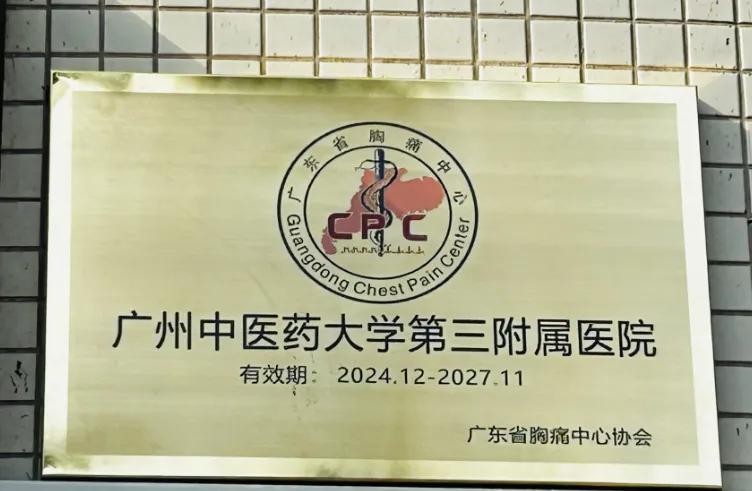 广东省胸痛中心
CPC
Guangdong Chest Pain Center
广州中医药大学第三附属医院
有效期： 2024.12-2027.11
广东省胸痛中心协会